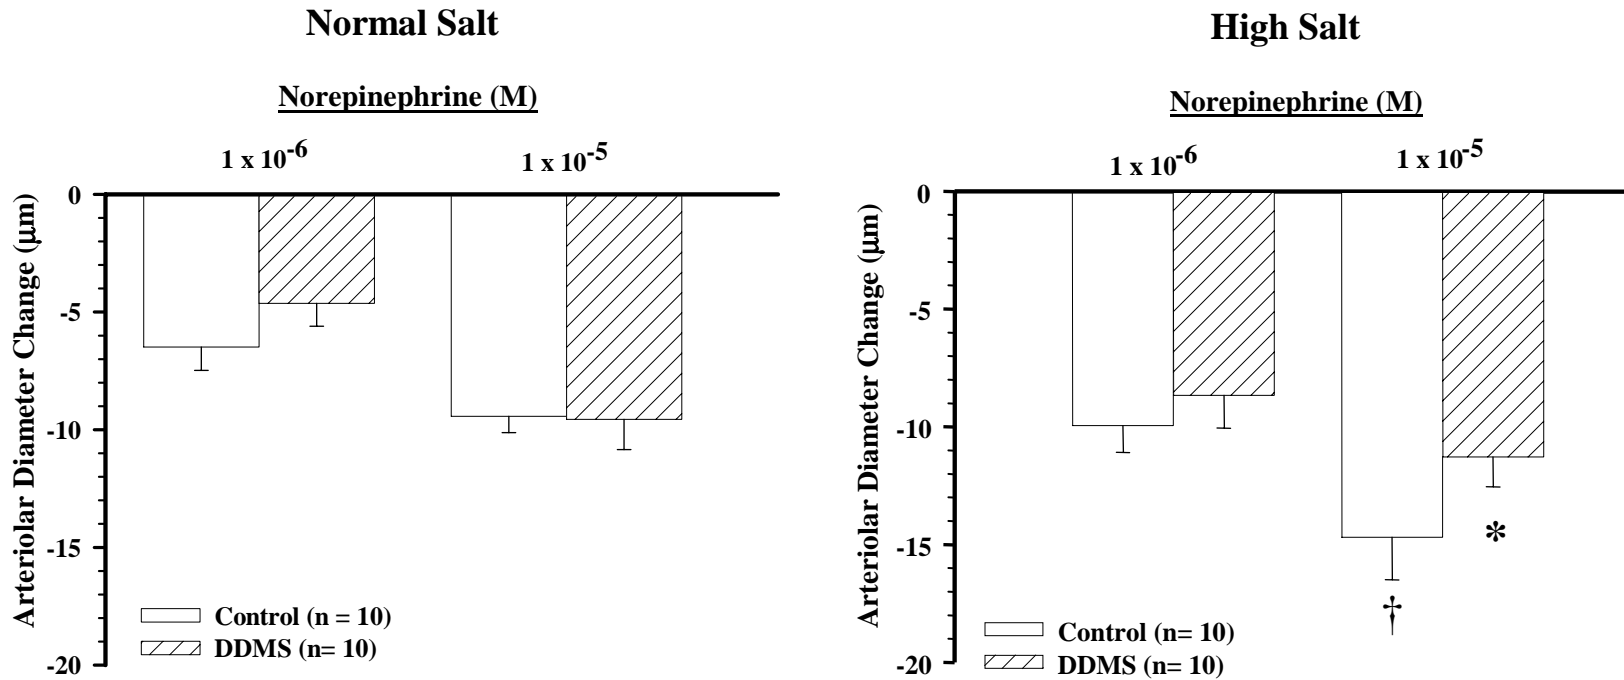 Normal Salt
Norepinephrine (M)
1 x 10-6
1 x 10-5
Arteriolar Diameter Change (μm)
0
-5
-10
-15
-20
Control (n = 10)
DDMS (n= 10)
High Salt
Norepinephrine (M)
1 x 10-6
1 x 10-5
Arteriolar Diameter Change (μm)
0
-5
-10
-15
-20
*
†
Control (n= 10)
DDMS (n= 10)